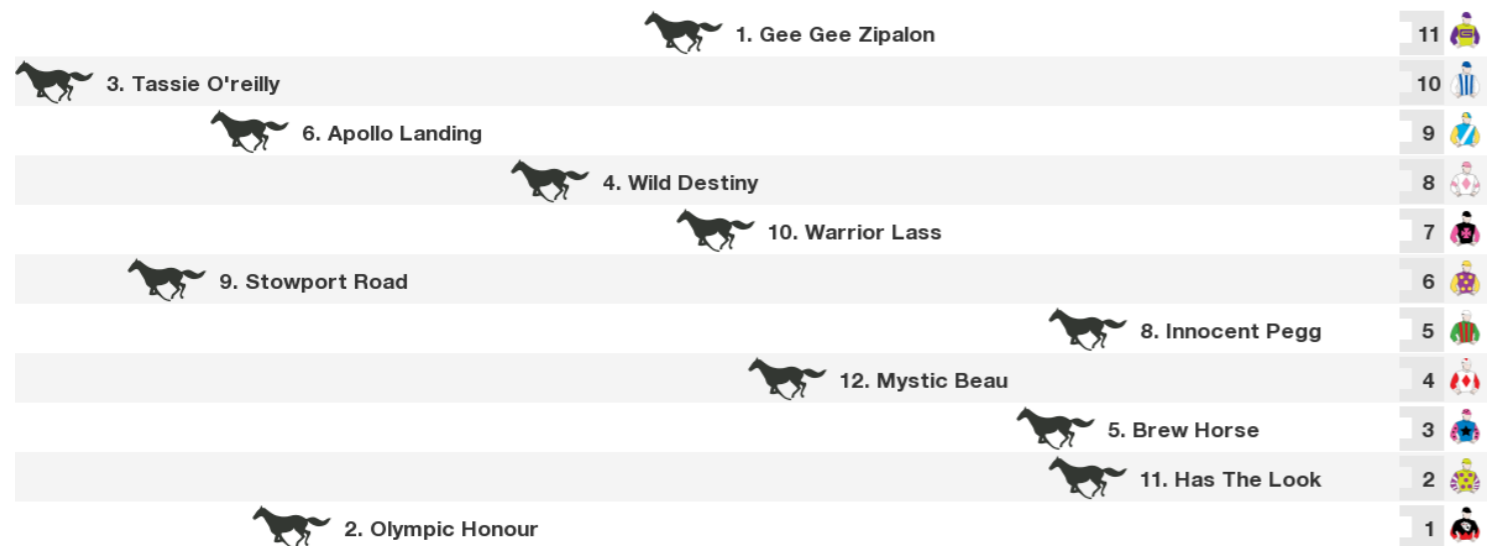 1. Gee Gee Zipalon 11
3. Tassie O'reilly 10
6. Apollo Landing 9
4. Wild Destiny 8
10. Warrior Lass 7
9. Stowport Road 6
8. Innocent Pegg 5
12. Mystic Beau 4
5. Brew Horse 3
11. Has The Look 2
2. Olympic Honour 1